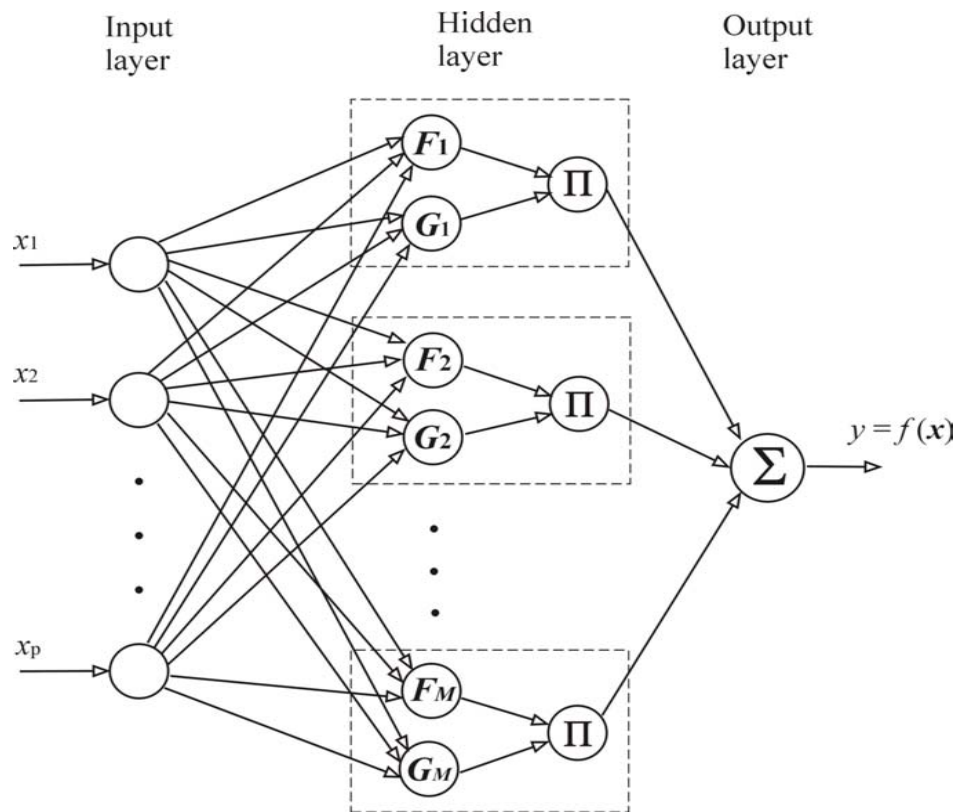 Input
layer
Hidden
layer
Output
layer
F1
G1
Π
x1
F2
G2
Π
x2
Σ
y = f(x)
xp
FM
GM
Π